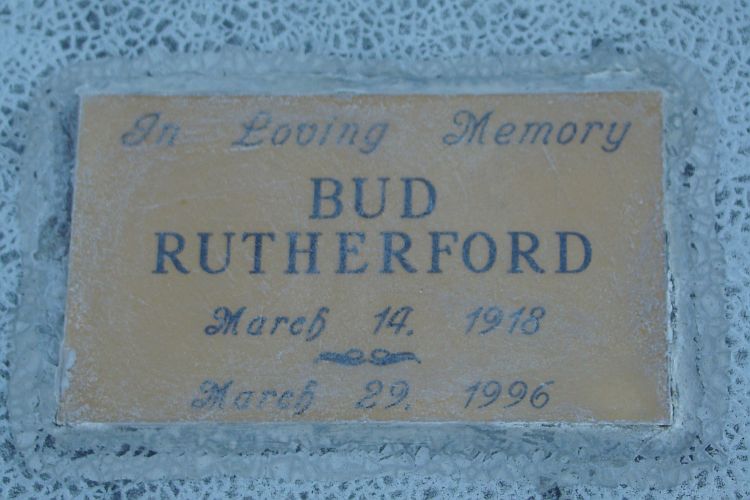 In Loving Memory
BUD
RUTHERFORD
March 14. 1918
March 29. 1996